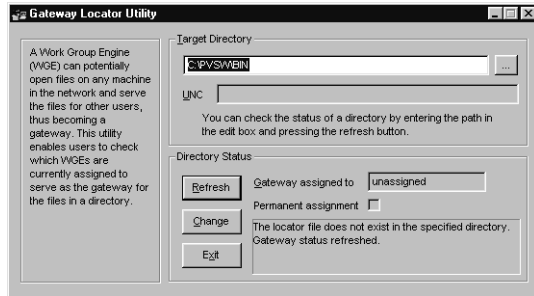 Gateway Locator Utility
A Work Group Engine
(WGE) can potentially
open files on any machine
in the network and serve
the files for other users,
thus becoming a
gateway. This utility
enables users to check
which WGEs are
currently assigned to
serve as the gateway for
the files in a directory.
Target Directory
C:\PVSW\BIN
...
UNC
You can check the status of a directory by entering the path in
the edit box and pressing the refresh button.
Directory Status
Refresh
Gateway assigned to
unassigned
Permanent assignment
Change
The locator file does not exist in the specified directory.
Gateway status refreshed.
Exit